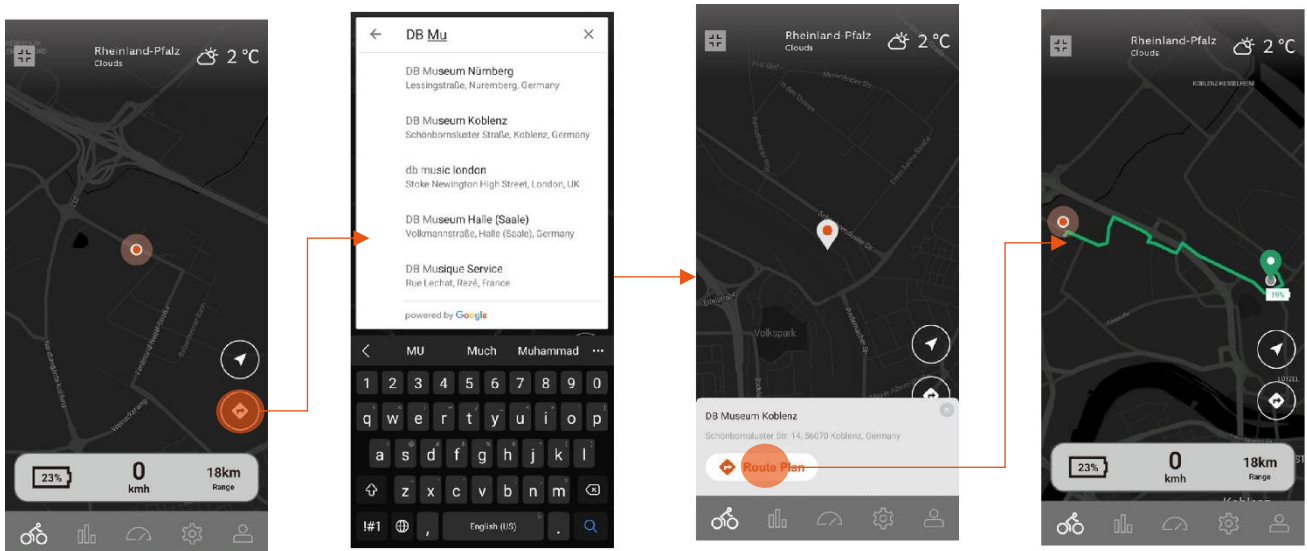 Rheinland-Pfalz
Clouds
2 °C
L52
23%
0
kmh
18km
Range
DB Mu
DB Museum Nürnberg
Lessingstraße, Nuremberg, Germany
DB Museum Koblenz
Schönbornsluster Straße, Koblenz, Germany
db music london
Stoke Newington High Street, London, UK
DB Museum Halle (Saale)
Volkmannstraße, Halle (Saale), Germany
DB Musique Service
Rue Lechat, Rezé, France
powered by Google
MU Much Muhammad
1 2 3 4 5 6 7 8 9 0
q w e r t y u i o p
a s d f g h j k l
z x c v b n m
!#1 , English (US) .
Rheinland-Pfalz
Clouds
2 °C
Volkspark
DB Museum Koblenz
Schönbornsluster Str. 14, 56070 Koblenz, Germany
Route Plan
Rheinland-Pfalz
Clouds
2 °C
KOBLENZ-KESSELHEIM
19%
LÜTZEL
23%
0
kmh
18km
Range
Koblenz